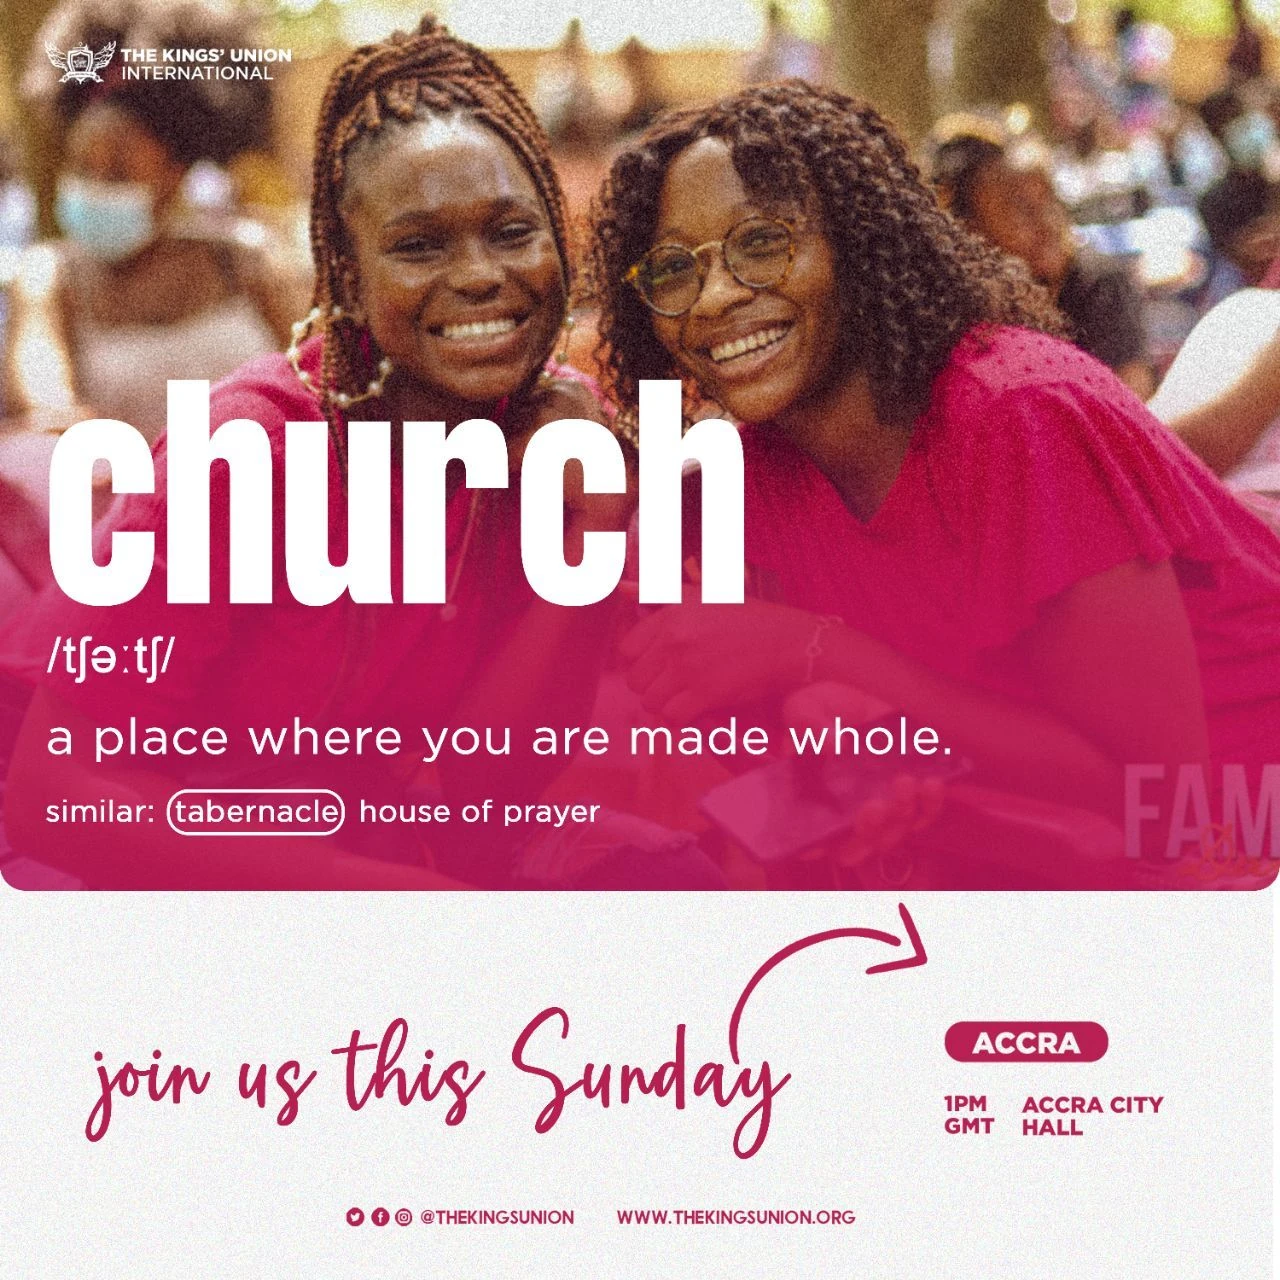 THE KINGS' UNION
INTERNATIONAL
church
/tʃəːtʃ/
a place where you are made whole.
similar: tabernacle house of prayer
FAM
join us this Sunday
ACCRA
1PM
GMT
ACCRA CITY
HALL
@THEKINGSUNION
WWW.THEKINGSUNION.ORG